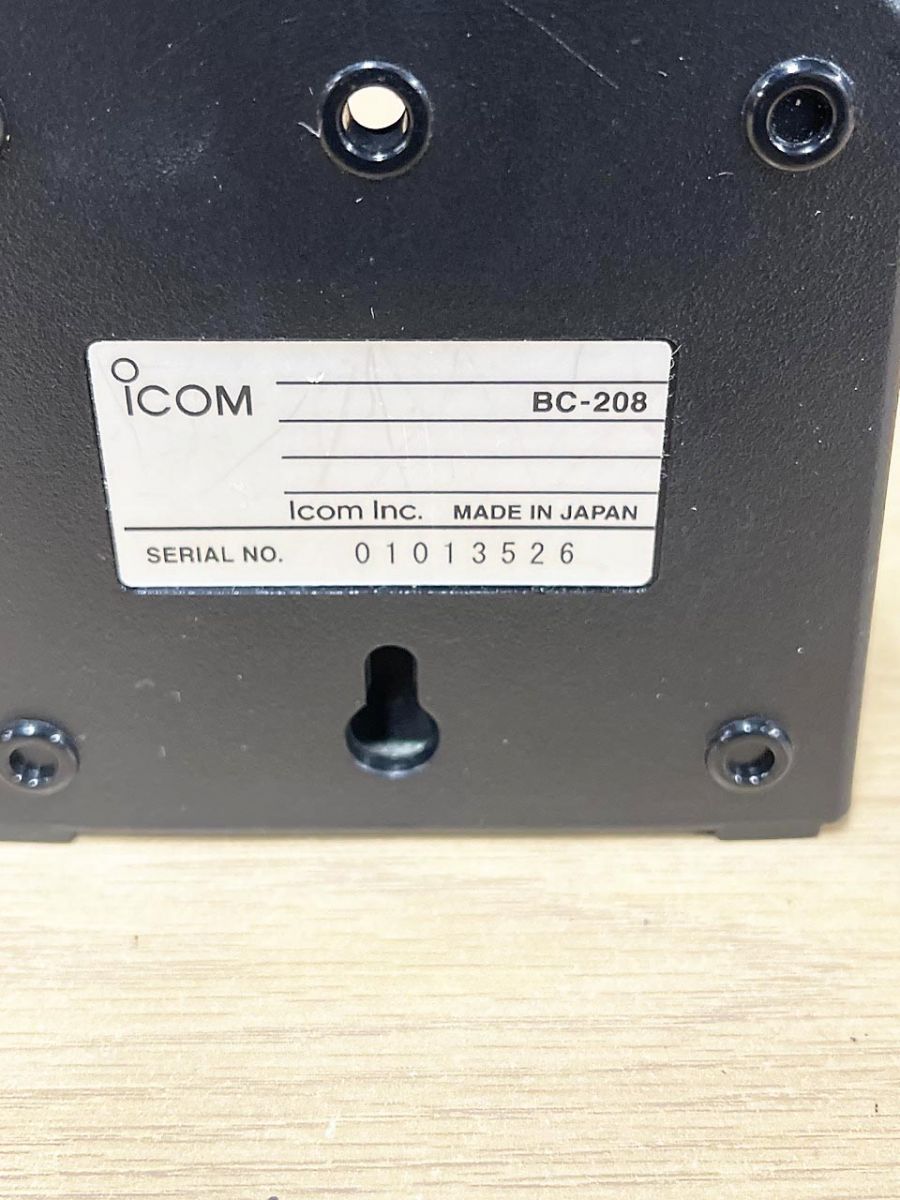 iCOM
BC-208
Icom Inc. MADE IN JAPAN
SERIAL NO. 01013526